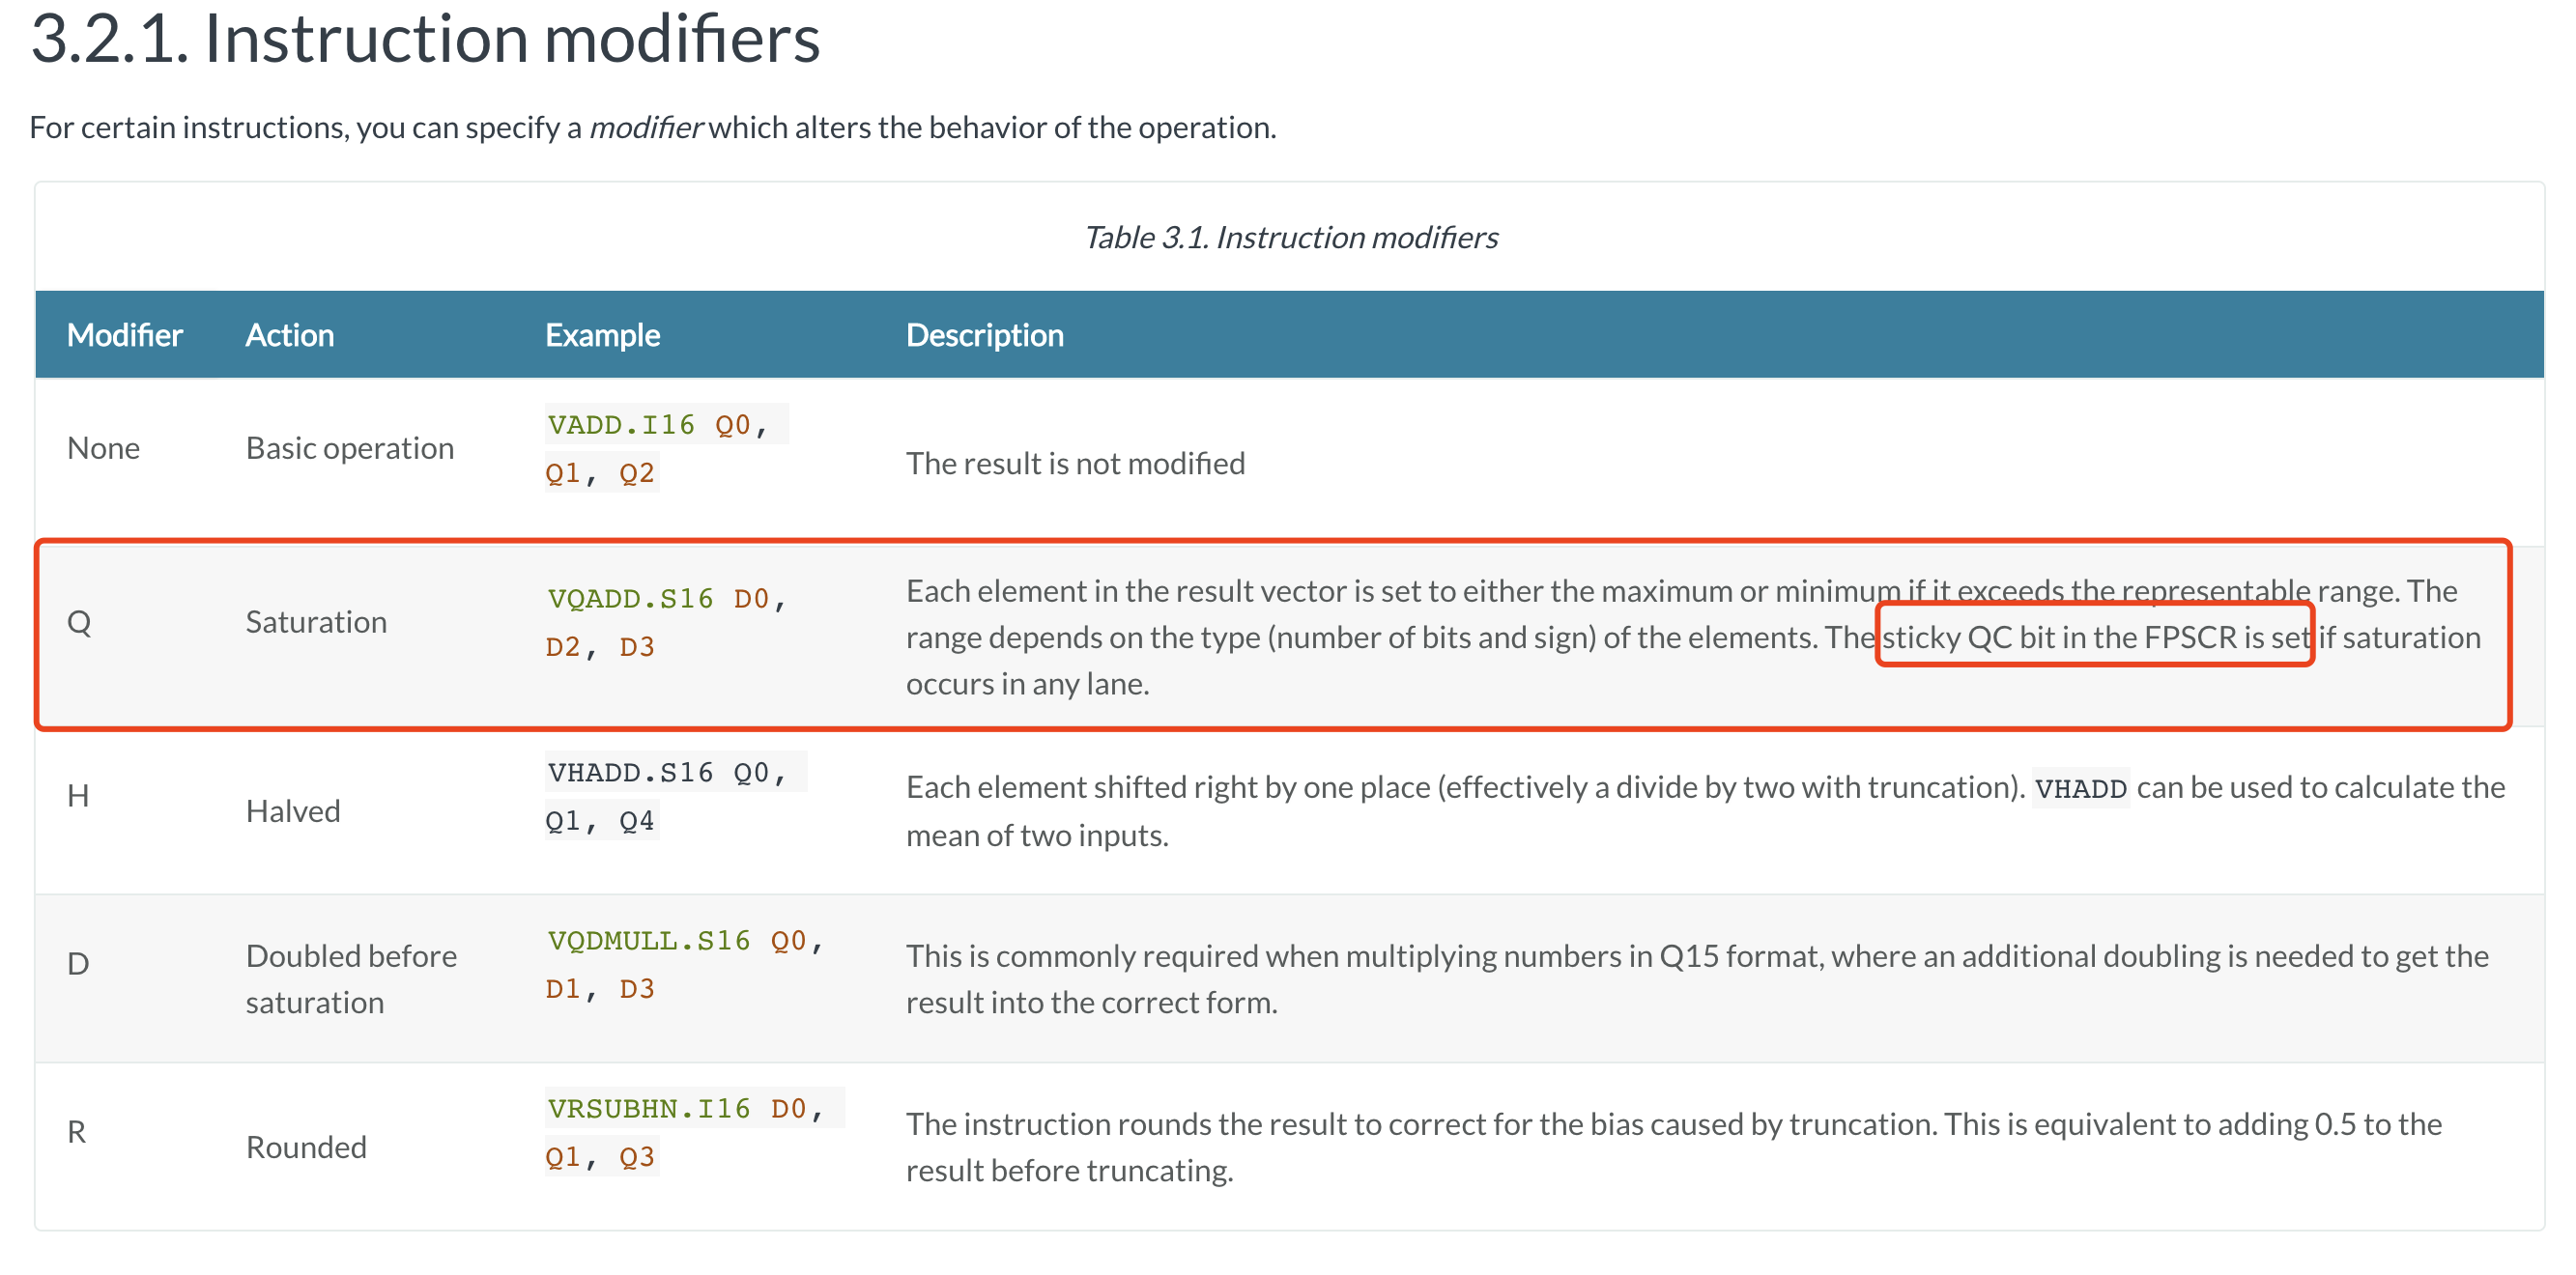 3.2.1. Instruction modifiers
For certain instructions, you can specify a modifier which alters the behavior of the operation.
Table 3.1. Instruction modifiers
Modifier Action Example Description
None Basic operation VADD.I16 Q0,
Q1, Q2
The result is not modified
Q Saturation VQADD.S16 D0,
D2, D3
Each element in the result vector is set to either the maximum or minimum if it exceeds the representable range. The
range depends on the type (number of bits and sign) of the elements. The sticky QC bit in the FPSCR is set if saturation
occurs in any lane.
H Halved VHADD.S16 Q0,
Q1, Q4
Each element shifted right by one place (effectively a divide by two with truncation). VHADD can be used to calculate the
mean of two inputs.
D Doubled before
saturation
VQDMULL.S16 Q0,
D1, D3
This is commonly required when multiplying numbers in Q15 format, where an additional doubling is needed to get the
result into the correct form.
R Rounded VRSUBHN.I16 D0,
Q1, Q3
The instruction rounds the result to correct for the bias caused by truncation. This is equivalent to adding 0.5 to the
result before truncating.